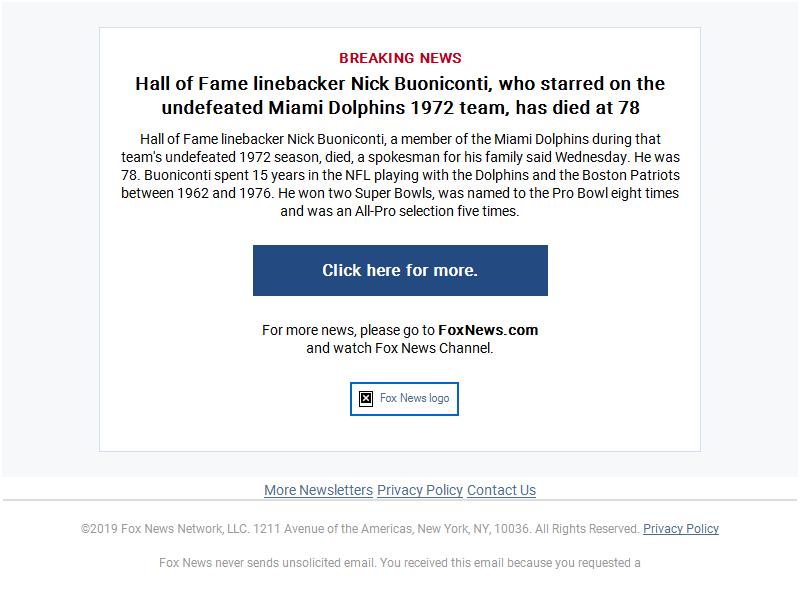 BREAKING NEWS
Hall of Fame linebacker Nick Buoniconti, who starred on the
undefeated Miami Dolphins 1972 team, has died at 78
Hall of Fame linebacker Nick Buoniconti, a member of the Miami Dolphins during that
team's undefeated 1972 season, died, a spokesman for his family said Wednesday. He was
78. Buoniconti spent 15 years in the NFL playing with the Dolphins and the Boston Patriots
between 1962 and 1976. He won two Super Bowls, was named to the Pro Bowl eight times
and was an All-Pro selection five times.
Click here for more.
For more news, please go to FoxNews.com
and watch Fox News Channel.
Fox News logo
More Newsletters Privacy Policy Contact Us
©2019 Fox News Network, LLC. 1211 Avenue of the Americas, New York, NY, 10036. All Rights Reserved. Privacy Policy
Fox News never sends unsolicited email. You received this email because you requested a